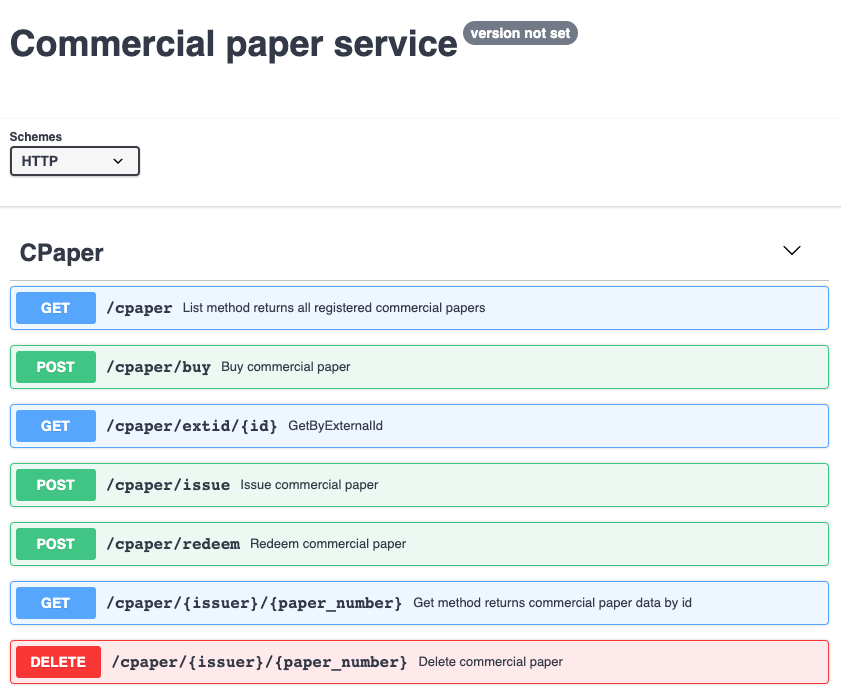 Commercial paper service version not set
Schemes
HTTP
CPaper
GET /cpaper List method returns all registered commercial papers
POST /cpaper/buy Buy commercial paper
GET /cpaper/extid/{id} GetByExternalId
POST /cpaper/issue Issue commercial paper
POST /cpaper/redeem Redeem commercial paper
GET /cpaper/{issuer}/{paper_number} Get method returns commercial paper data by id
DELETE /cpaper/{issuer}/{paper_number} Delete commercial paper